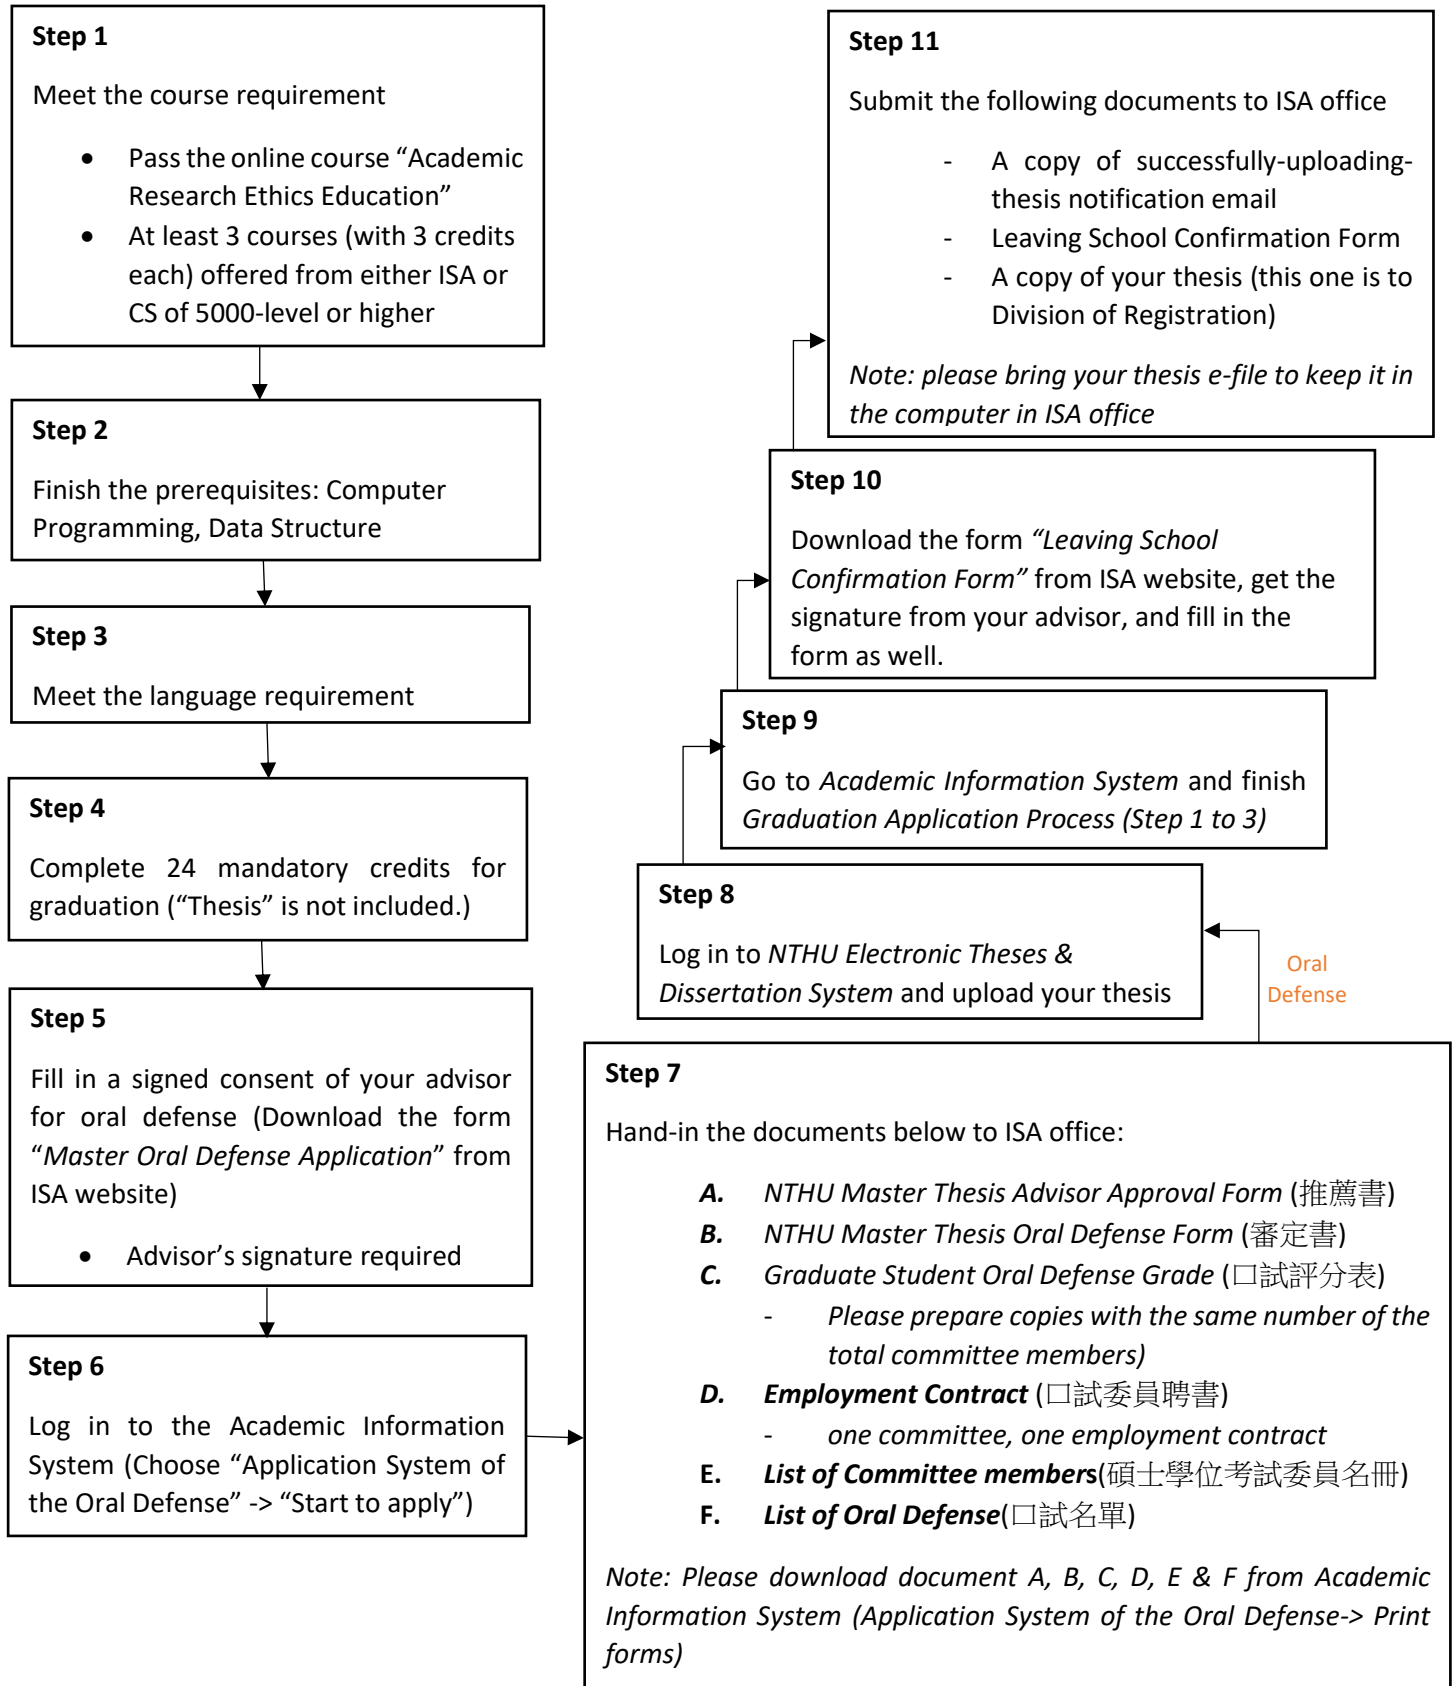 Step 1
Meet the course requirement
• Pass the online course “Academic
Research Ethics Education”
• At least 3 courses (with 3 credits
each) offered from either ISA or
CS of 5000-level or higher
Step 2
Finish the prerequisites: Computer
Programming, Data Structure
Step 3
Meet the language requirement
Step 4
Complete 24 mandatory credits for
graduation (“Thesis” is not included.)
Step 5
Fill in a signed consent of your advisor
for oral defense (Download the form
“Master Oral Defense Application” from
ISA website)
• Advisor’s signature required
Step 6
Log in to the Academic Information
System (Choose “Application System of
the Oral Defense” -> “Start to apply”)
Step 7
Hand-in the documents below to ISA office:
A. NTHU Master Thesis Advisor Approval Form (推薦書)
B. NTHU Master Thesis Oral Defense Form (審定書)
C. Graduate Student Oral Defense Grade (口試評分表)
- Please prepare copies with the same number of the
total committee members)
D. Employment Contract (口試委員聘書)
- one committee, one employment contract
E. List of Committee members(碩士學位考試委員名冊)
F. List of Oral Defense(口試名單)
Note: Please download document A, B, C, D, E & F from Academic
Information System (Application System of the Oral Defense-> Print
forms)
Oral
Defense
Step 8
Log in to NTHU Electronic Theses &
Dissertation System and upload your thesis
Step 9
Go to Academic Information System and finish
Graduation Application Process (Step 1 to 3)
Step 10
Download the form “Leaving School
Confirmation Form” from ISA website, get the
signature from your advisor, and fill in the
form as well.
Step 11
Submit the following documents to ISA office
- A copy of successfully-uploading-
thesis notification email
- Leaving School Confirmation Form
- A copy of your thesis (this one is to
Division of Registration)
Note: please bring your thesis e-file to keep it in
the computer in ISA office